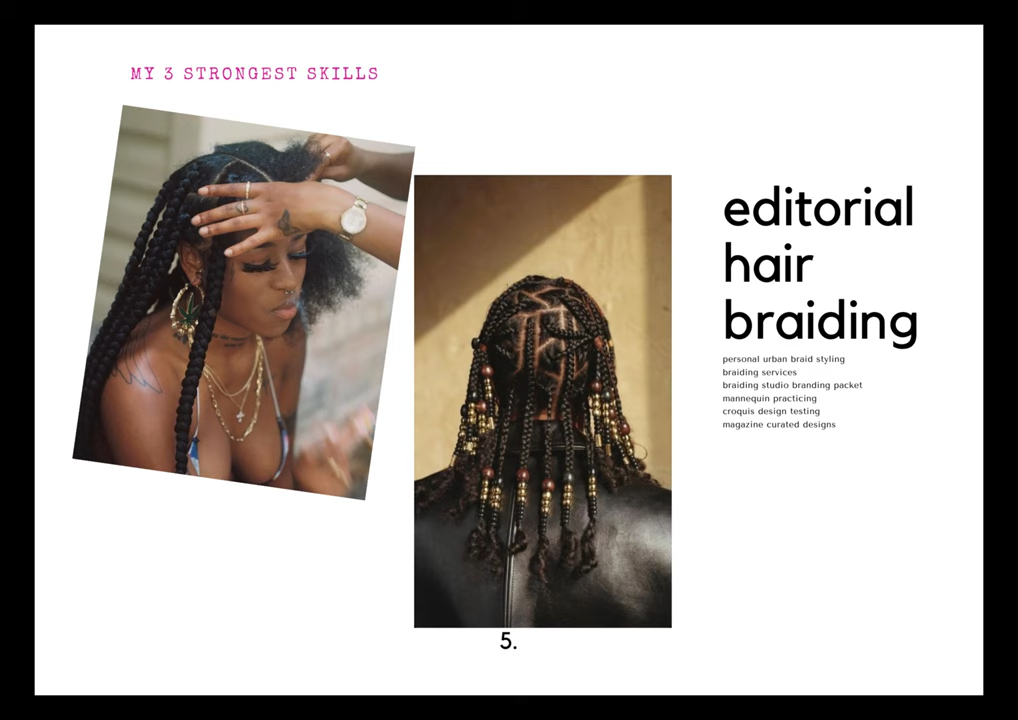 MY 3 STRONGEST SKILLS
editorial
hair
braiding
personal urban braid styling
braiding services
braiding studio branding packet
mannequin practicing
croquis design testing
magazine curated designs
5.